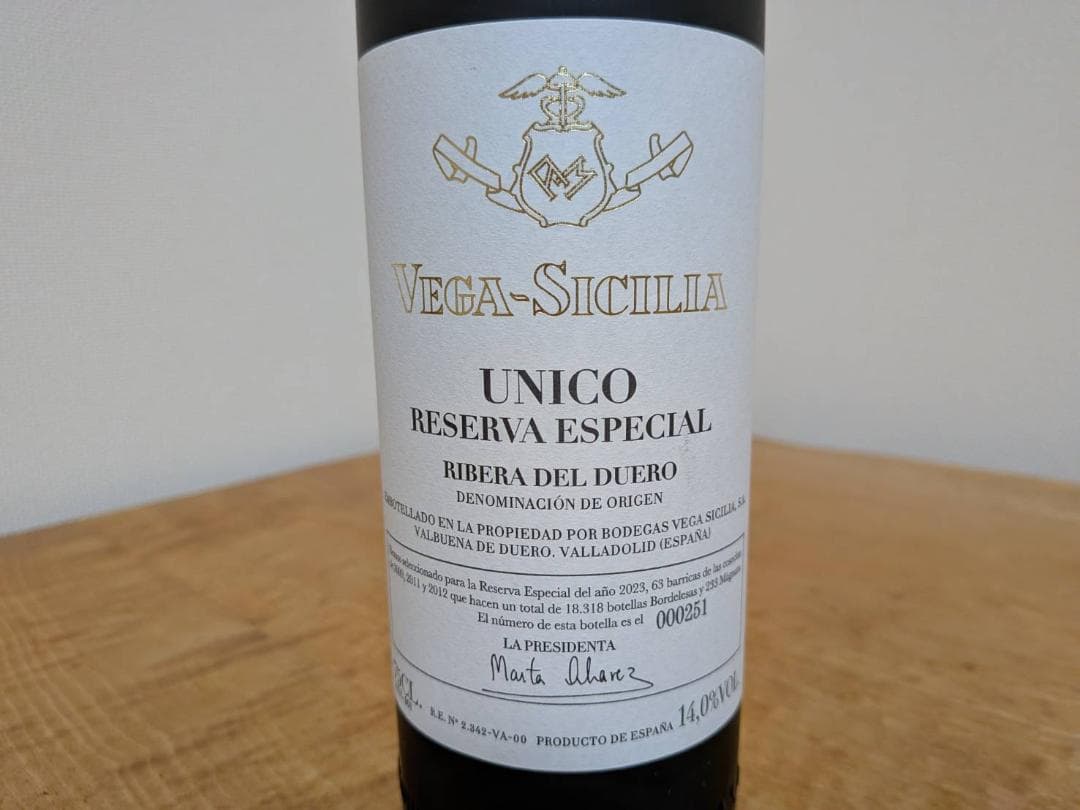 PABS
VEGA-SICILIA
UNICO
RESERVA ESPECIAL
RIBERA DEL DUERO
DENOMINACIÓN DE ORIGEN
EMBOTELLADO EN LA PROPIEDAD POR BODEGAS VEGA SICILIA, S.A.
VALBUENA DE DUERO. VALLADOLID (ESPAÑA)
Hemos seleccionado para la Reserva Especial del año 2023, 63 barricas de las cosechas
2011 y 2012 que hacen un total de 18.318 botellas Bordelesas y 233 Mágnum
El número de esta botella es el 000251
LA PRESIDENTA
Marta Alvarez
75CL.
R.E. Nº 2.342-VA-00 PRODUCTO DE ESPAÑA 14,0%VOL.